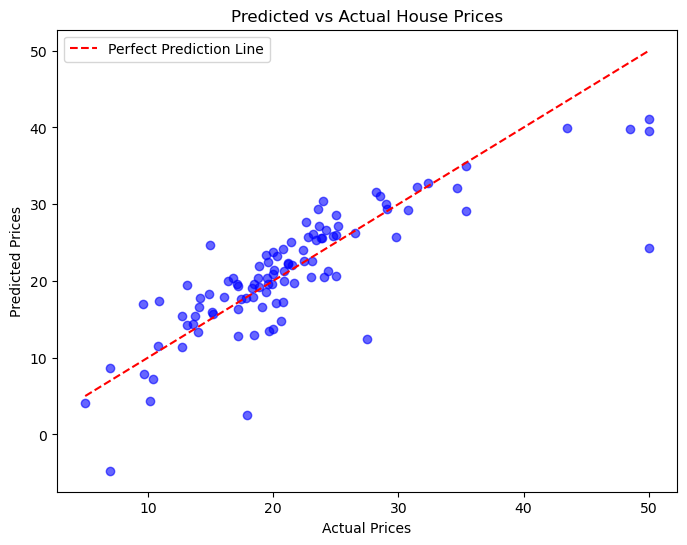 Predicted vs Actual House Prices
Perfect Prediction Line
50
40
30
20
10
0
Predicted Prices
10
20
30
40
50
Actual Prices